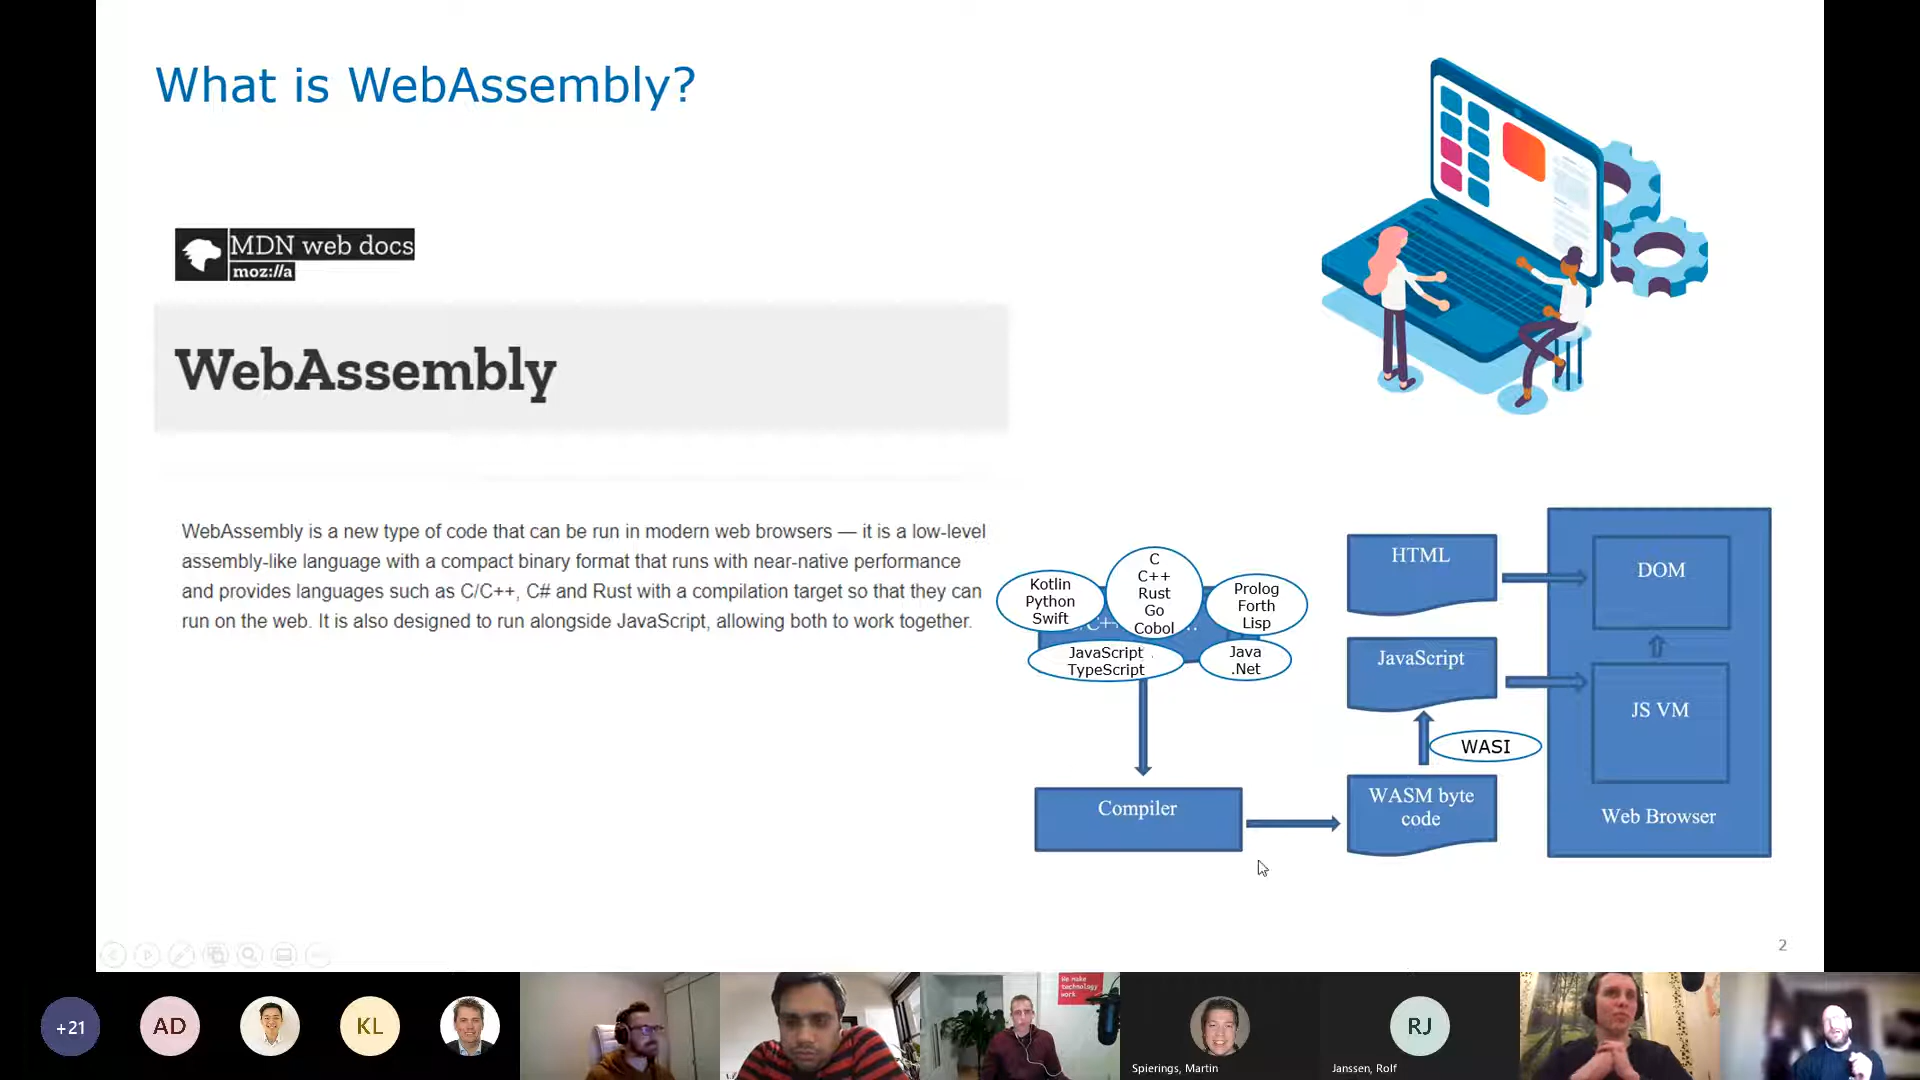 What is WebAssembly?
MDN web docs
moz://a
WebAssembly
WebAssembly is a new type of code that can be run in modern web browsers — it is a low-level
assembly-like language with a compact binary format that runs with near-native performance
and provides languages such as C/C++, C# and Rust with a compilation target so that they can
run on the web. It is also designed to run alongside JavaScript, allowing both to work together.
Kotlin
Python
Swift
C
C++
Rust
Go
Cobol
Prolog
Forth
Lisp
JavaScript
TypeScript
Java
.Net
Compiler
HTML
JavaScript
WASI
WASM byte
code
DOM
JS VM
Web Browser
2
+21
AD
KL
We make
technology
work
Spierings, Martin
RJ
Janssen, Rolf